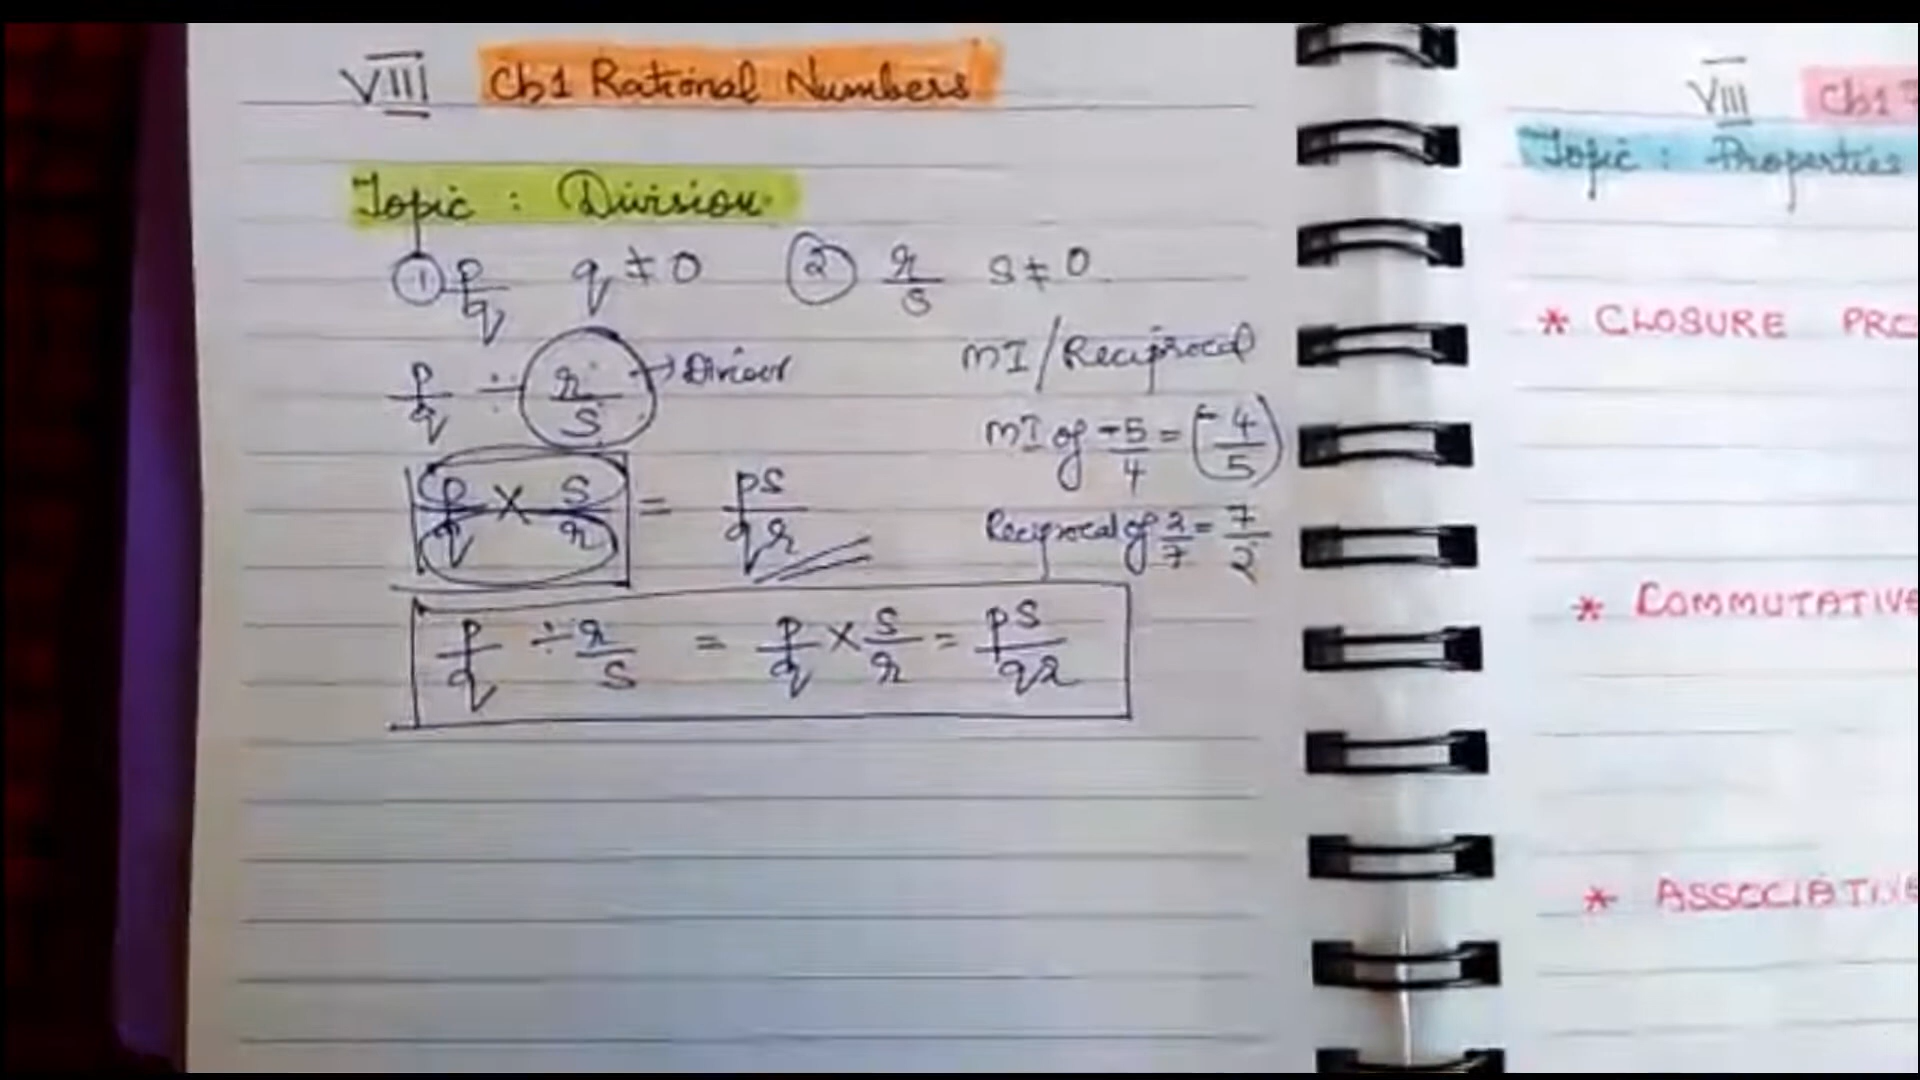 VIII Ch1 Rational Numbers
Topic : Division
① p/q q ≠ 0 ② r/s s ≠ 0
p/q ÷ r/s → Divisor
MI/Reciprocal
MI of -5/4 = (-4/5)
p/q × s/r = ps/qr
Reciprocal of 2/7 = 7/2
p/q ÷ r/s = p/q × s/r = ps/qr
VIII Ch1
Topic : Properties
* CLOSURE PRO
* COMMUTATIVE
* ASSOCIATIVE